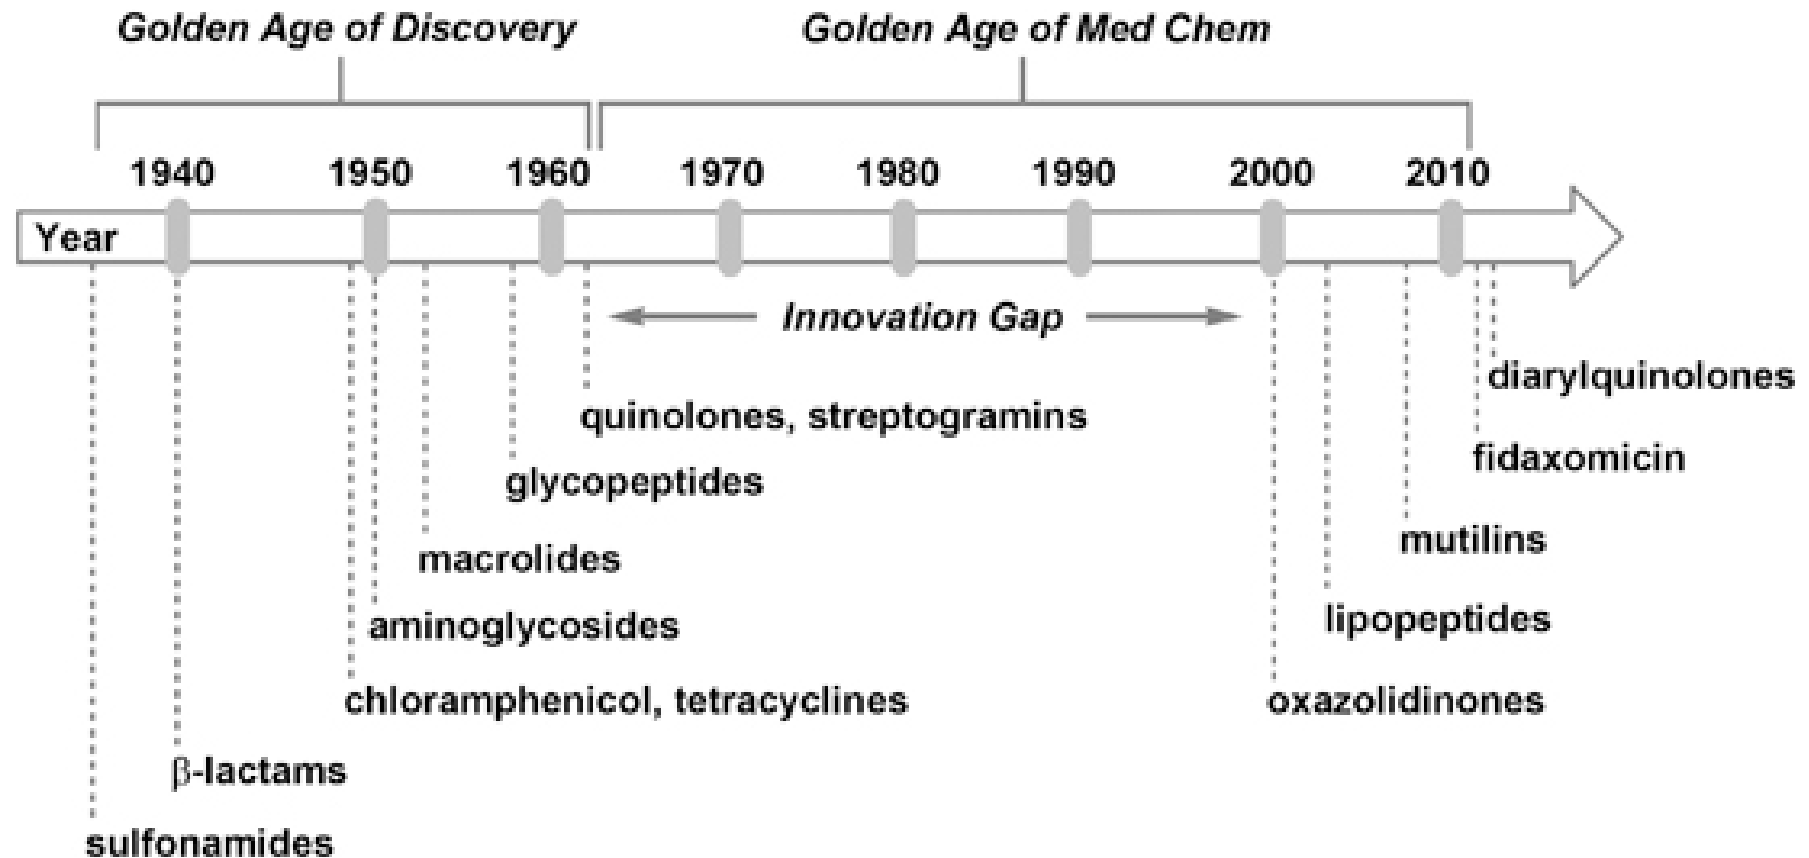 Golden Age of Discovery
Golden Age of Med Chem
1940 1950 1960 1970 1980 1990 2000 2010
Year
Innovation Gap
diarylquinolones
quinolones, streptogramins
fidaxomicin
glycopeptides
mutilins
macrolides
lipopeptides
aminoglycosides
chloramphenicol, tetracyclines
oxazolidinones
β-lactams
sulfonamides